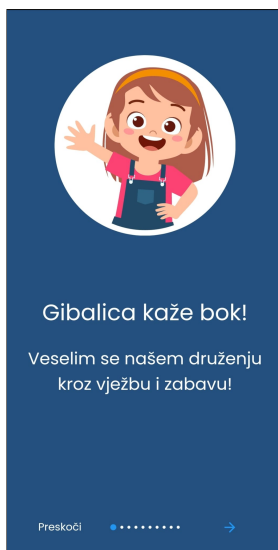 Gibalica kaže bok!
Veselim se našem druženju
kroz vježbu i zabavu!
Preskoči